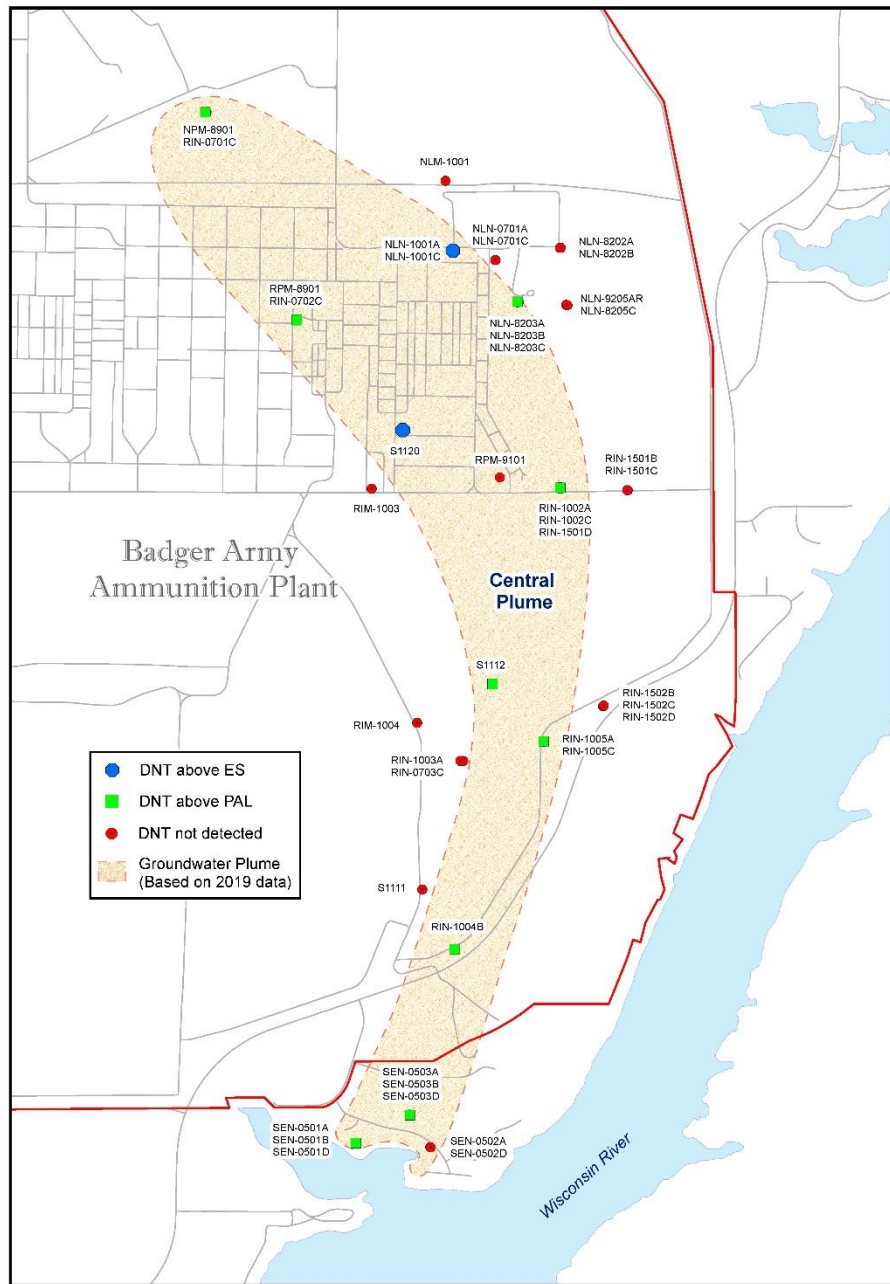 NPM-8901
RIN-0701C
NLM-1001
NLN-1001A
NLN-1001C
NLN-0701A
NLN-0701C
NLN-8202A
NLN-8202B
RPM-8901
RIN-0702C
NLN-8203A
NLN-8203B
NLN-8203C
NLN-9205AR
NLN-8205C
S1120
RPM-9101
RIN-1501B
RIN-1501C
RIM-1003
RIN-1002A
RIN-1002C
RIN-1501D
Badger Army
Ammunition Plant
Central
Plume
S1112
RIN-1502B
RIN-1502C
RIN-1502D
RIM-1004
RIN-1005A
RIN-1005C
RIN-1003A
RIN-0703C
DNT above ES
DNT above PAL
DNT not detected
Groundwater Plume
(Based on 2019 data)
S1111
RIN-1004B
SEN-0503A
SEN-0503B
SEN-0503D
SEN-0501A
SEN-0501B
SEN-0501D
SEN-0502A
SEN-0502D
Wisconsin River